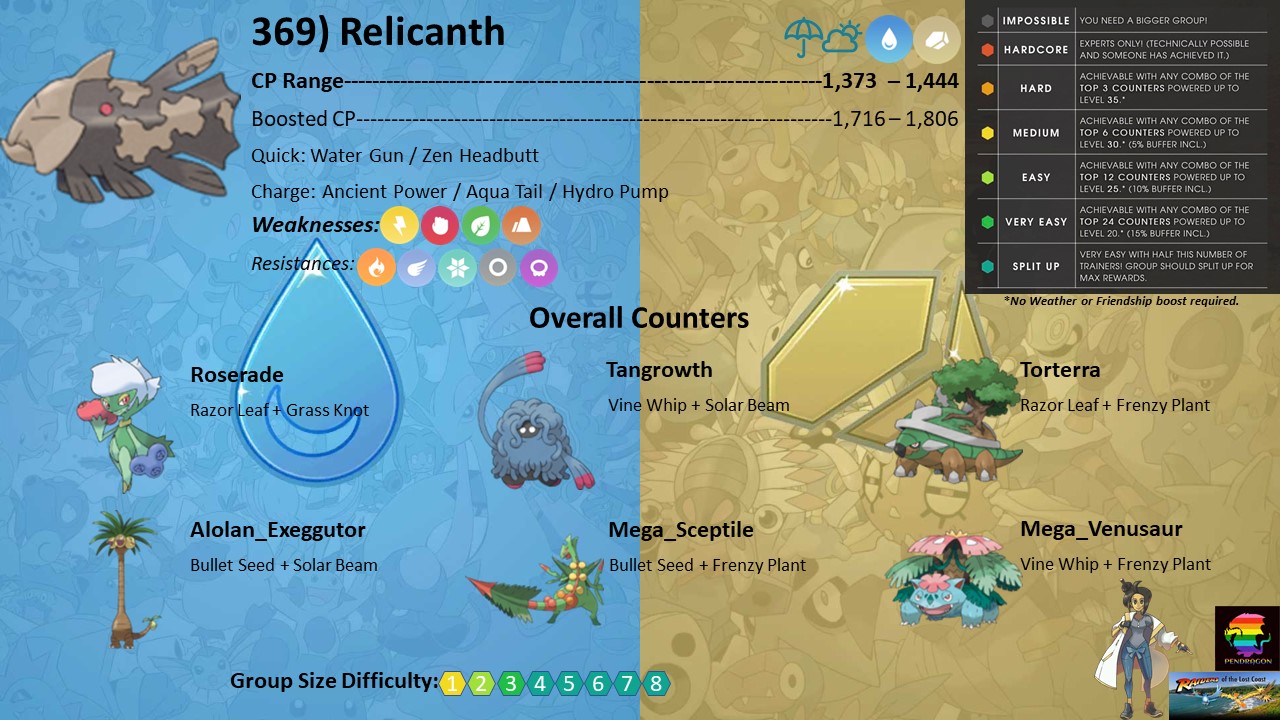 369) Relicanth
CP Range--------------------------------------------------------------------1,373 – 1,444
Boosted CP--------------------------------------------------------------------1,716 – 1,806
Quick: Water Gun / Zen Headbutt
Charge: Ancient Power / Aqua Tail / Hydro Pump
Weaknesses:
Resistances:
IMPOSSIBLE YOU NEED A BIGGER GROUP!
HARDCORE EXPERTS ONLY! (TECHNICALLY POSSIBLE
AND SOMEONE HAS ACHIEVED IT.)
HARD ACHIEVABLE WITH ANY COMBO OF THE
TOP 3 COUNTERS POWERED UP TO
LEVEL 35.*
MEDIUM ACHIEVABLE WITH ANY COMBO OF THE
TOP 6 COUNTERS POWERED UP TO
LEVEL 30.* (5% BUFFER INCL.)
EASY ACHIEVABLE WITH ANY COMBO OF THE
TOP 12 COUNTERS POWERED UP TO
LEVEL 25.* (10% BUFFER INCL.)
VERY EASY ACHIEVABLE WITH ANY COMBO OF THE
TOP 24 COUNTERS POWERED UP TO
LEVEL 20.* (15% BUFFER INCL.)
SPLIT UP VERY EASY WITH HALF THIS NUMBER OF
TRAINERS! GROUP SHOULD SPLIT UP FOR
MAX REWARDS.
*No Weather or Friendship boost required.
Overall Counters
Roserade
Razor Leaf + Grass Knot
Tangrowth
Vine Whip + Solar Beam
Torterra
Razor Leaf + Frenzy Plant
Alolan_Exeggutor
Bullet Seed + Solar Beam
Mega_Sceptile
Bullet Seed + Frenzy Plant
Mega_Venusaur
Vine Whip + Frenzy Plant
Group Size Difficulty: 1 2 3 4 5 6 7 8
PENDRAGON
RAIDERS of the Lost Coast